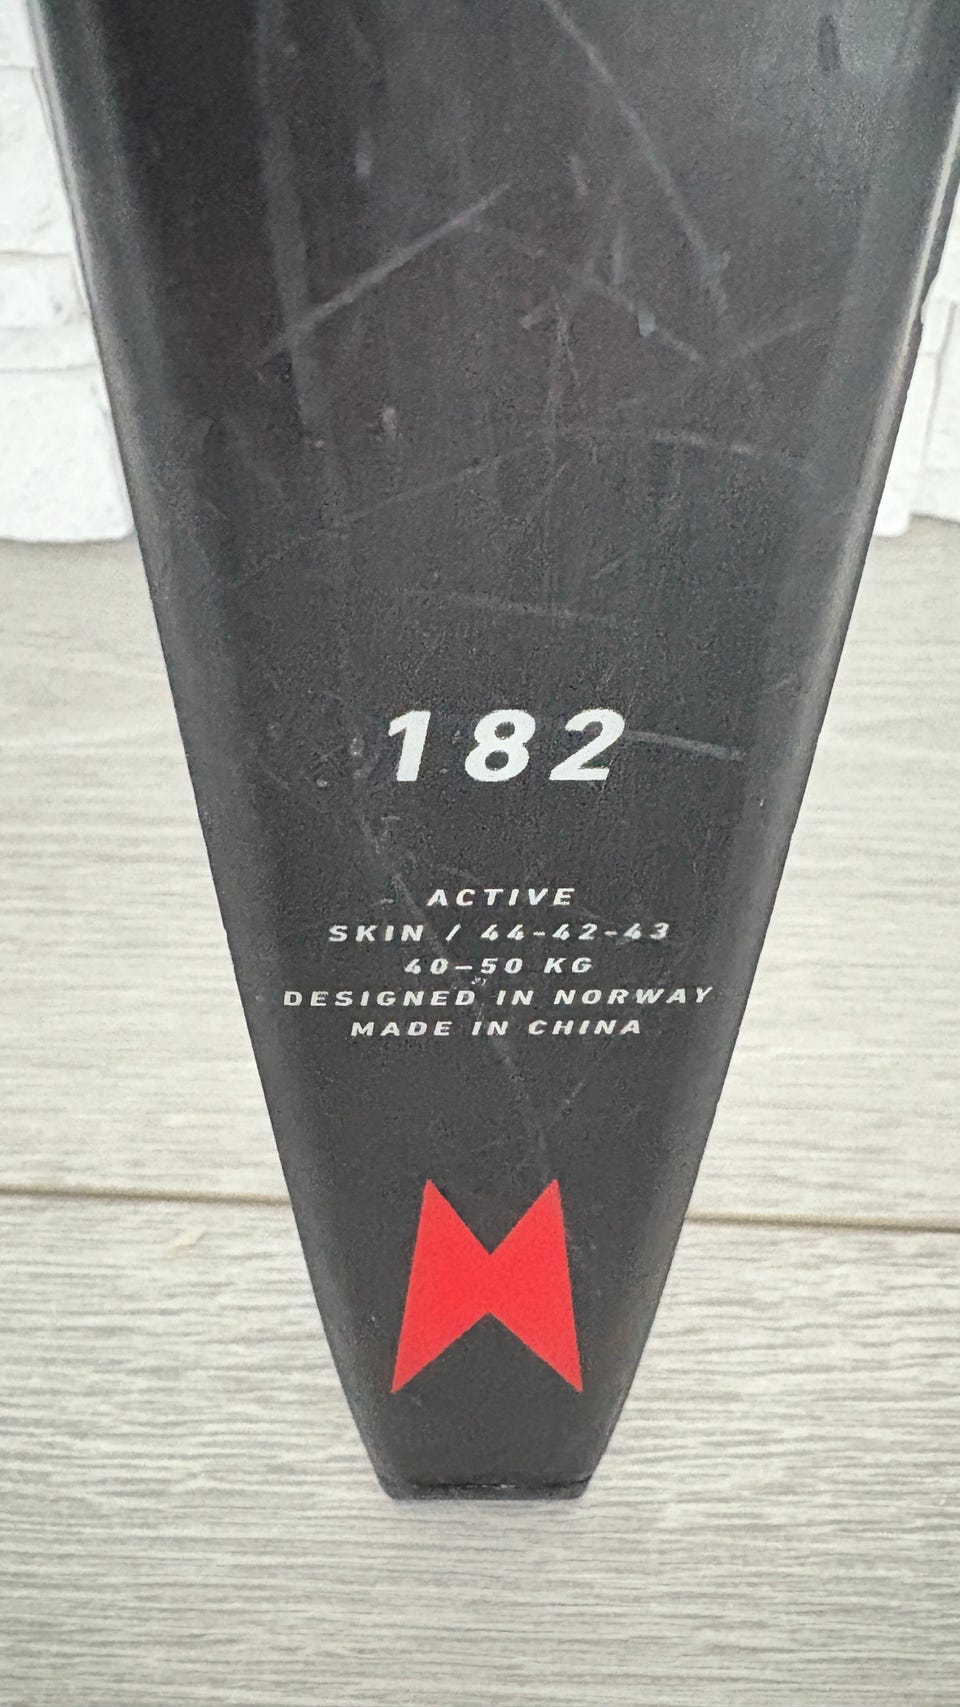 182
ACTIVE
SKIN / 44-42-43
40-50 KG
DESIGNED IN NORWAY
MADE IN CHINA